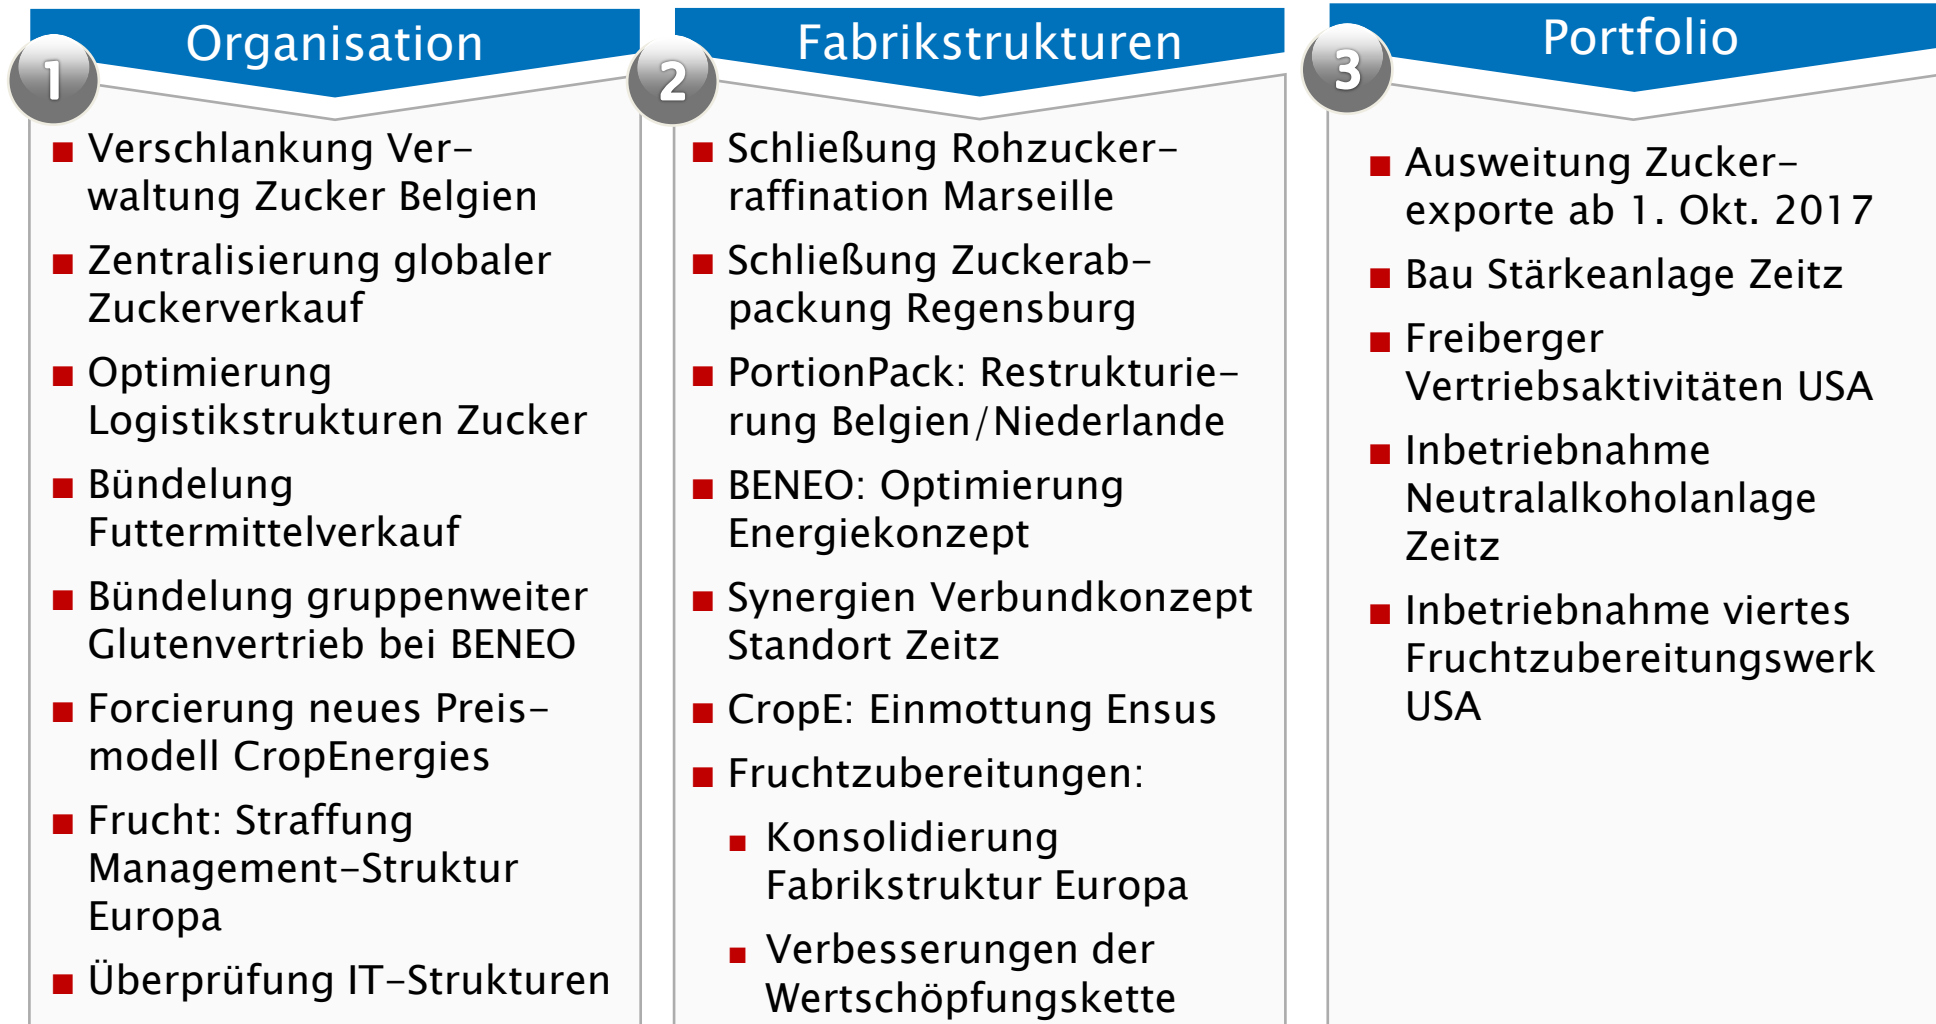 1
Organisation
■ Verschlankung Ver-
waltung Zucker Belgien
■ Zentralisierung globaler
Zuckerverkauf
■ Optimierung
Logistikstrukturen Zucker
■ Bündelung
Futtermittelverkauf
■ Bündelung gruppenweiter
Glutenvertrieb bei BENEO
■ Forcierung neues Preis-
modell CropEnergies
■ Frucht: Straffung
Management-Struktur
Europa
■ Überprüfung IT-Strukturen
2
Fabrikstrukturen
■ Schließung Rohzucker-
raffination Marseille
■ Schließung Zuckerab-
packung Regensburg
■ PortionPack: Restrukturie-
rung Belgien/Niederlande
■ BENEO: Optimierung
Energiekonzept
■ Synergien Verbundkonzept
Standort Zeitz
■ CropE: Einmottung Ensus
■ Fruchtzubereitungen:
■ Konsolidierung
Fabrikstruktur Europa
■ Verbesserungen der
Wertschöpfungskette
3
Portfolio
■ Ausweitung Zucker-
exporte ab 1. Okt. 2017
■ Bau Stärkeanlage Zeitz
■ Freiberger
Vertriebsaktivitäten USA
■ Inbetriebnahme
Neutralalkoholanlage
Zeitz
■ Inbetriebnahme viertes
Fruchtzubereitungswerk
USA